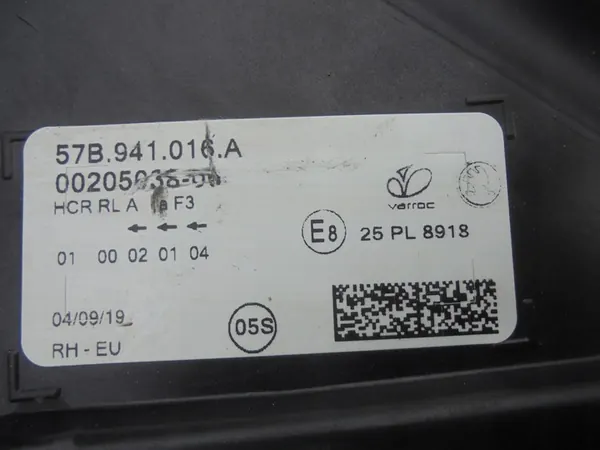 57B.941.016.A
HCR RL A F3
← ← ←
01 00 02 01 04
varroc
E8 25 PL 8918
04/09/19
05S
RH - EU